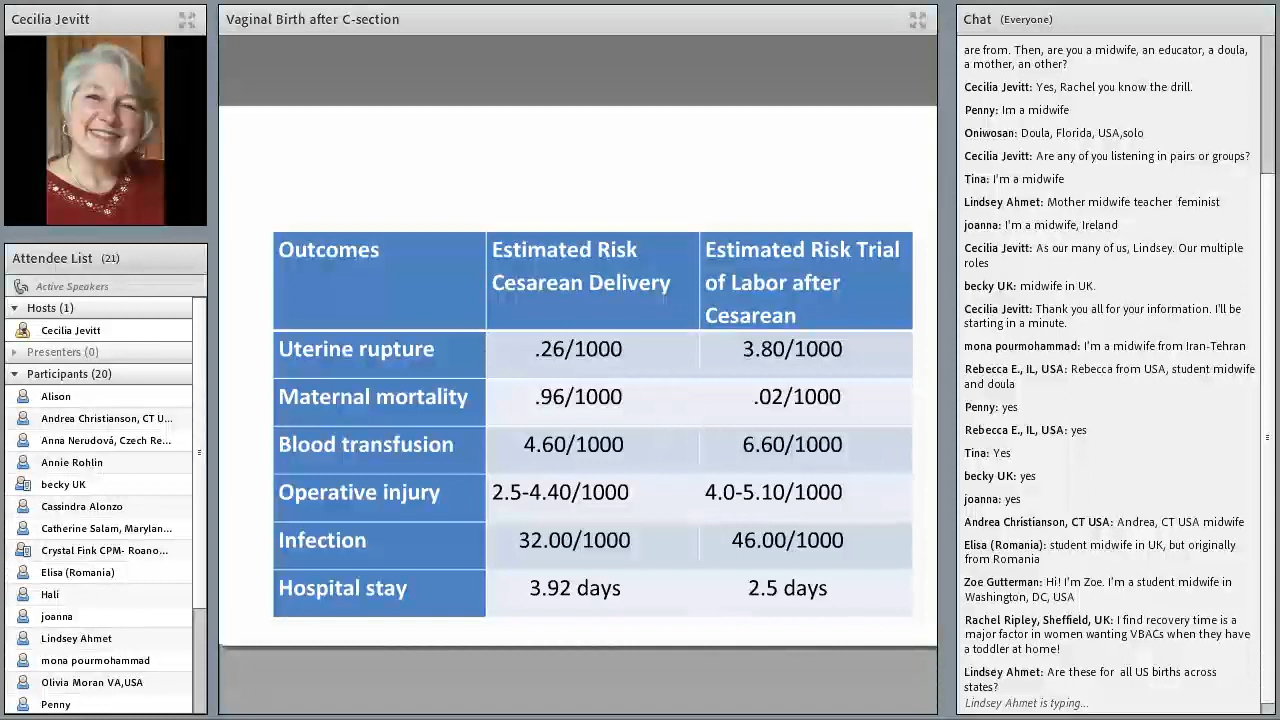 Cecilia Jevitt
Attendee List (21)
Active Speakers
Hosts (1)
Cecilia Jevitt
Presenters (0)
Participants (20)
Alison
Andrea Christianson, CT U...
Anna Nerudová, Czech Re...
Annie Rohlin
becky UK
Cassandra Alonzo
Catherine Salam, Marylan...
Crystal Fink CPM- Roano...
Elisa (Romania)
Hali
joanna
Lindsey Ahmet
mona pourmohammad
Olivia Moran VA,USA
Penny
Vaginal Birth after C-section
Outcomes
Estimated Risk
Cesarean Delivery
Estimated Risk Trial
of Labor after
Cesarean
Uterine rupture .26/1000 3.80/1000
Maternal mortality .96/1000 .02/1000
Blood transfusion 4.60/1000 6.60/1000
Operative injury 2.5-4.40/1000 4.0-5.10/1000
Infection 32.00/1000 46.00/1000
Hospital stay 3.92 days 2.5 days
Chat (Everyone)
are from. Then, are you a midwife, an educator, a doula,
a mother, an other?
Cecilia Jevitt: Yes, Rachel you know the drill.
Penny: Im a midwife
Oniwosan: Doula, Florida, USA,solo
Cecilia Jevitt: Are any of you listening in pairs or groups?
Tina: I'm a midwife
Lindsey Ahmet: Mother midwife teacher feminist
joanna: I'm a midwife, Ireland
Cecilia Jevitt: As our many of us, Lindsey. Our multiple
roles
becky UK: midwife in UK.
Cecilia Jevitt: Thank you all for your information. I'll be
starting in a minute.
mona pourmohammad: I'm a midwife from Iran-Tehran
Rebecca E., IL, USA: Rebecca from USA, student midwife
and doula
Penny: yes
Rebecca E., IL, USA: yes
Tina: Yes
becky UK: yes
joanna: yes
Andrea Christianson, CT USA: Andrea, CT USA midwife
Elisa (Romania): student midwife in UK, but originally
from Romania
Zoe Gutterman: Hi! I'm Zoe. I'm a student midwife in
Washington, DC, USA
Rachel Ripley, Sheffield, UK: I find recovery time is a
major factor in women wanting VBACs when they have
a toddler at home!
Lindsey Ahmet: Are these for all US births across
states?
Lindsey Ahmet is typing...